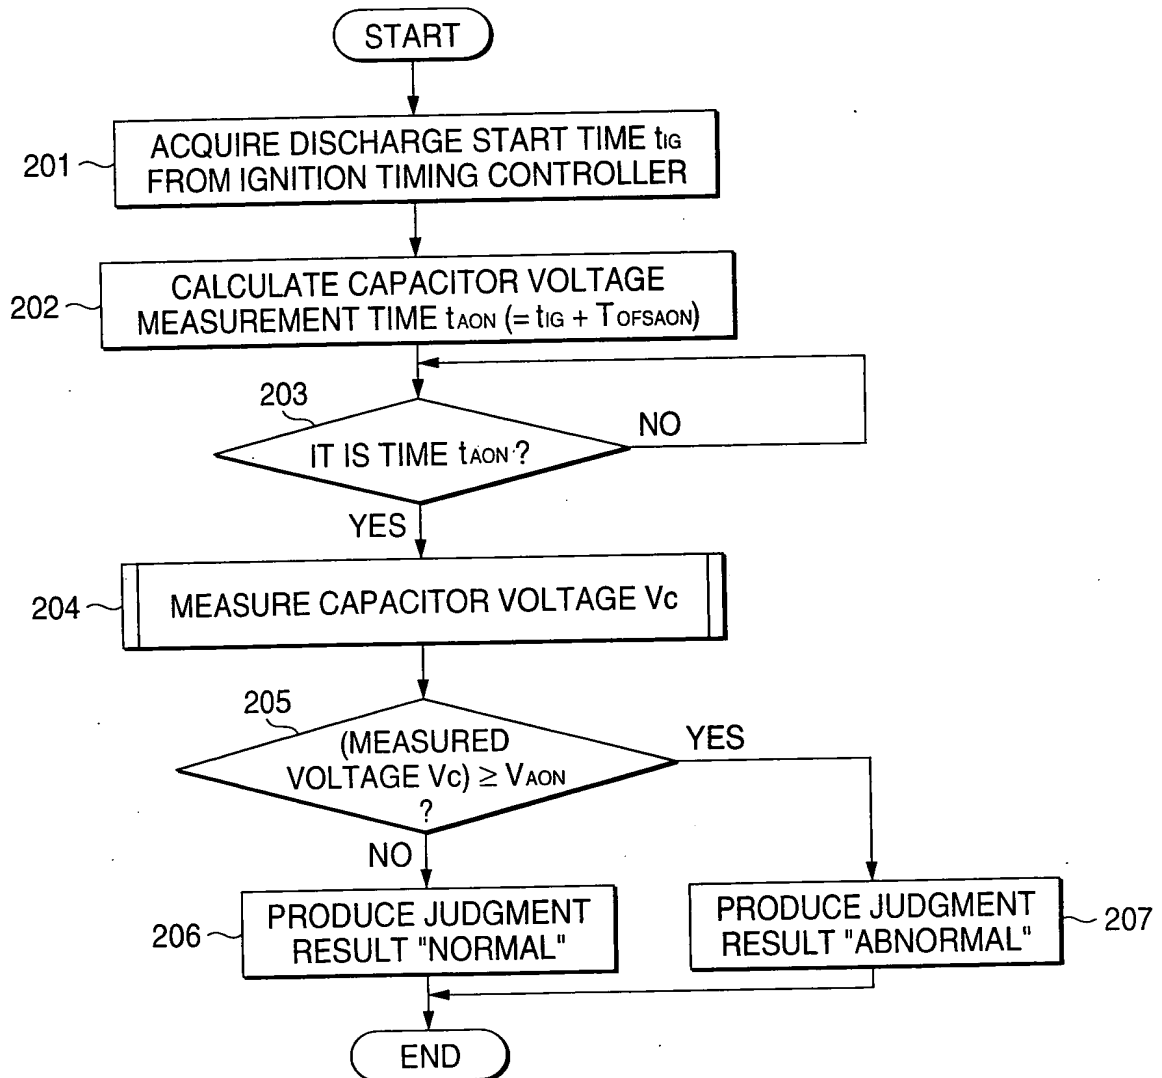 START
201
ACQUIRE DISCHARGE START TIME tIG
FROM IGNITION TIMING CONTROLLER
202
CALCULATE CAPACITOR VOLTAGE
MEASUREMENT TIME tAON (= tIG + TOFSAON)
203
IT IS TIME tAON ?
NO
YES
204
MEASURE CAPACITOR VOLTAGE Vc
205
(MEASURED
VOLTAGE Vc) ≥ VAON
?
YES
NO
206
PRODUCE JUDGMENT
RESULT "NORMAL"
PRODUCE JUDGMENT
RESULT "ABNORMAL"
207
END